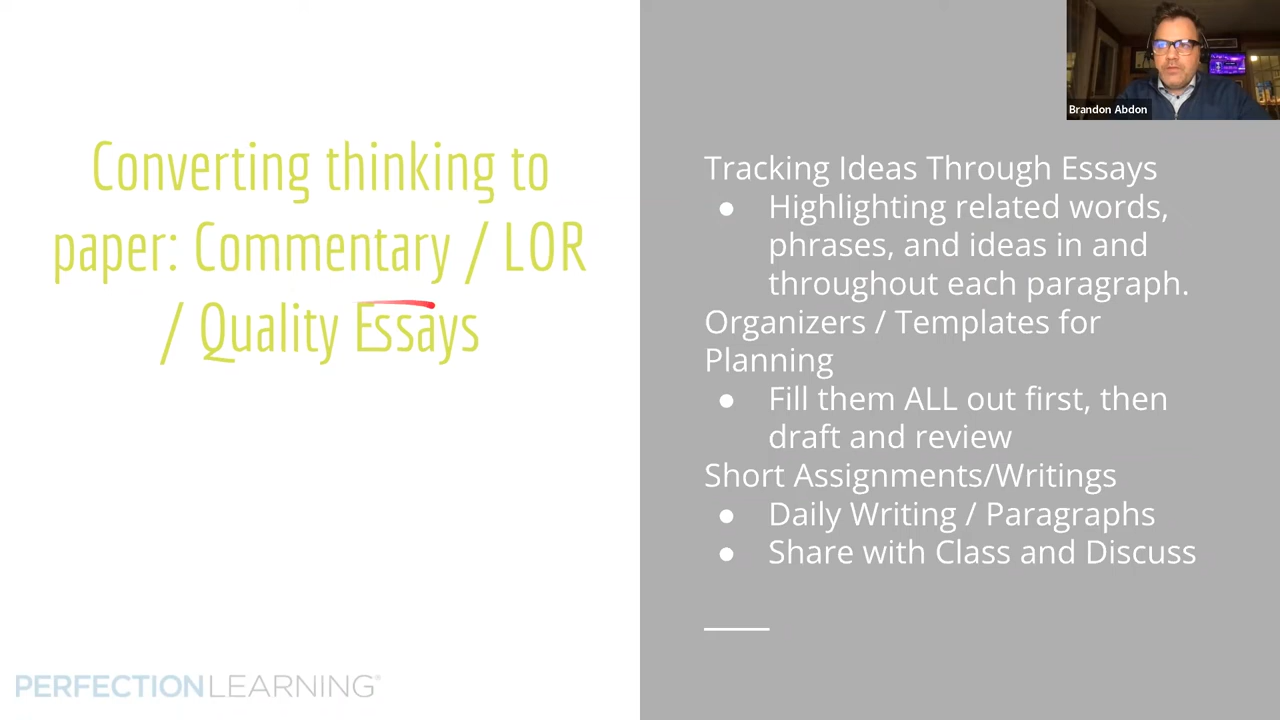 Converting thinking to
paper: Commentary / LOR
/ Quality Essays
Brandon Abdon
Tracking Ideas Through Essays
● Highlighting related words,
phrases, and ideas in and
throughout each paragraph.
Organizers / Templates for
Planning
● Fill them ALL out first, then
draft and review
Short Assignments/Writings
● Daily Writing / Paragraphs
● Share with Class and Discuss
PERFECTION LEARNING®